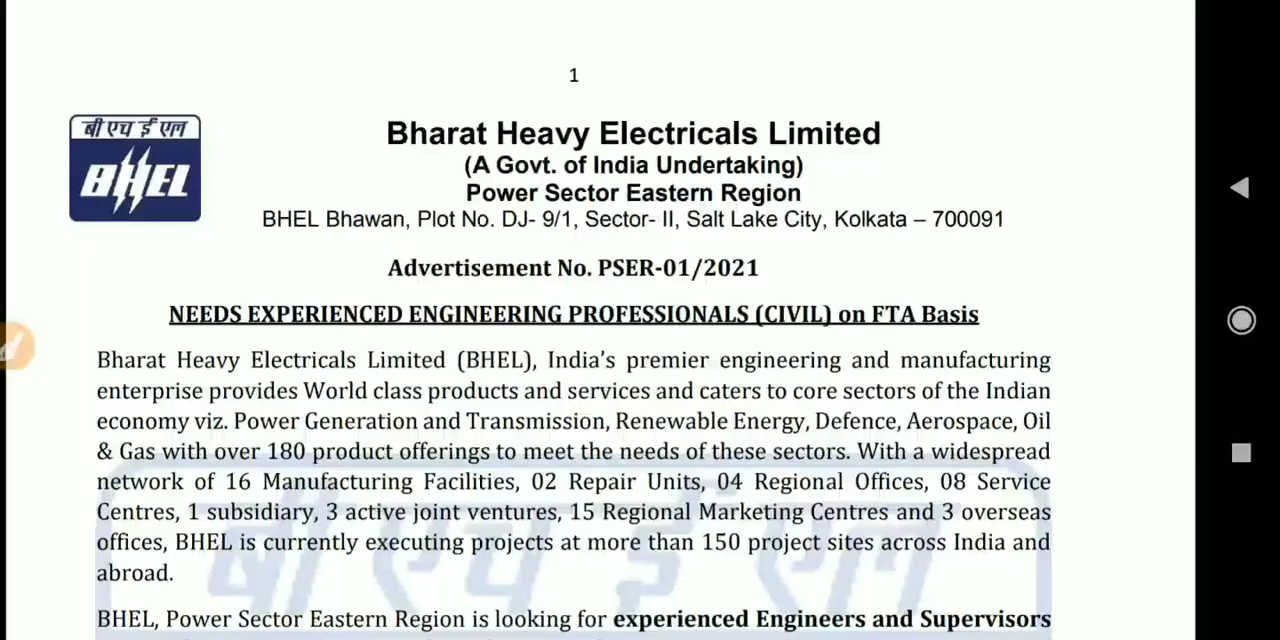 1
बी एच ई एल
BHEL
Bharat Heavy Electricals Limited
(A Govt. of India Undertaking)
Power Sector Eastern Region
BHEL Bhawan, Plot No. DJ- 9/1, Sector- II, Salt Lake City, Kolkata – 700091
Advertisement No. PSER-01/2021
NEEDS EXPERIENCED ENGINEERING PROFESSIONALS (CIVIL) on FTA Basis
Bharat Heavy Electricals Limited (BHEL), India’s premier engineering and manufacturing
enterprise provides World class products and services and caters to core sectors of the Indian
economy viz. Power Generation and Transmission, Renewable Energy, Defence, Aerospace, Oil
& Gas with over 180 product offerings to meet the needs of these sectors. With a widespread
network of 16 Manufacturing Facilities, 02 Repair Units, 04 Regional Offices, 08 Service
Centres, 1 subsidiary, 3 active joint ventures, 15 Regional Marketing Centres and 3 overseas
offices, BHEL is currently executing projects at more than 150 project sites across India and
abroad.
बी एच ई एल
BHEL, Power Sector Eastern Region is looking for experienced Engineers and Supervisors